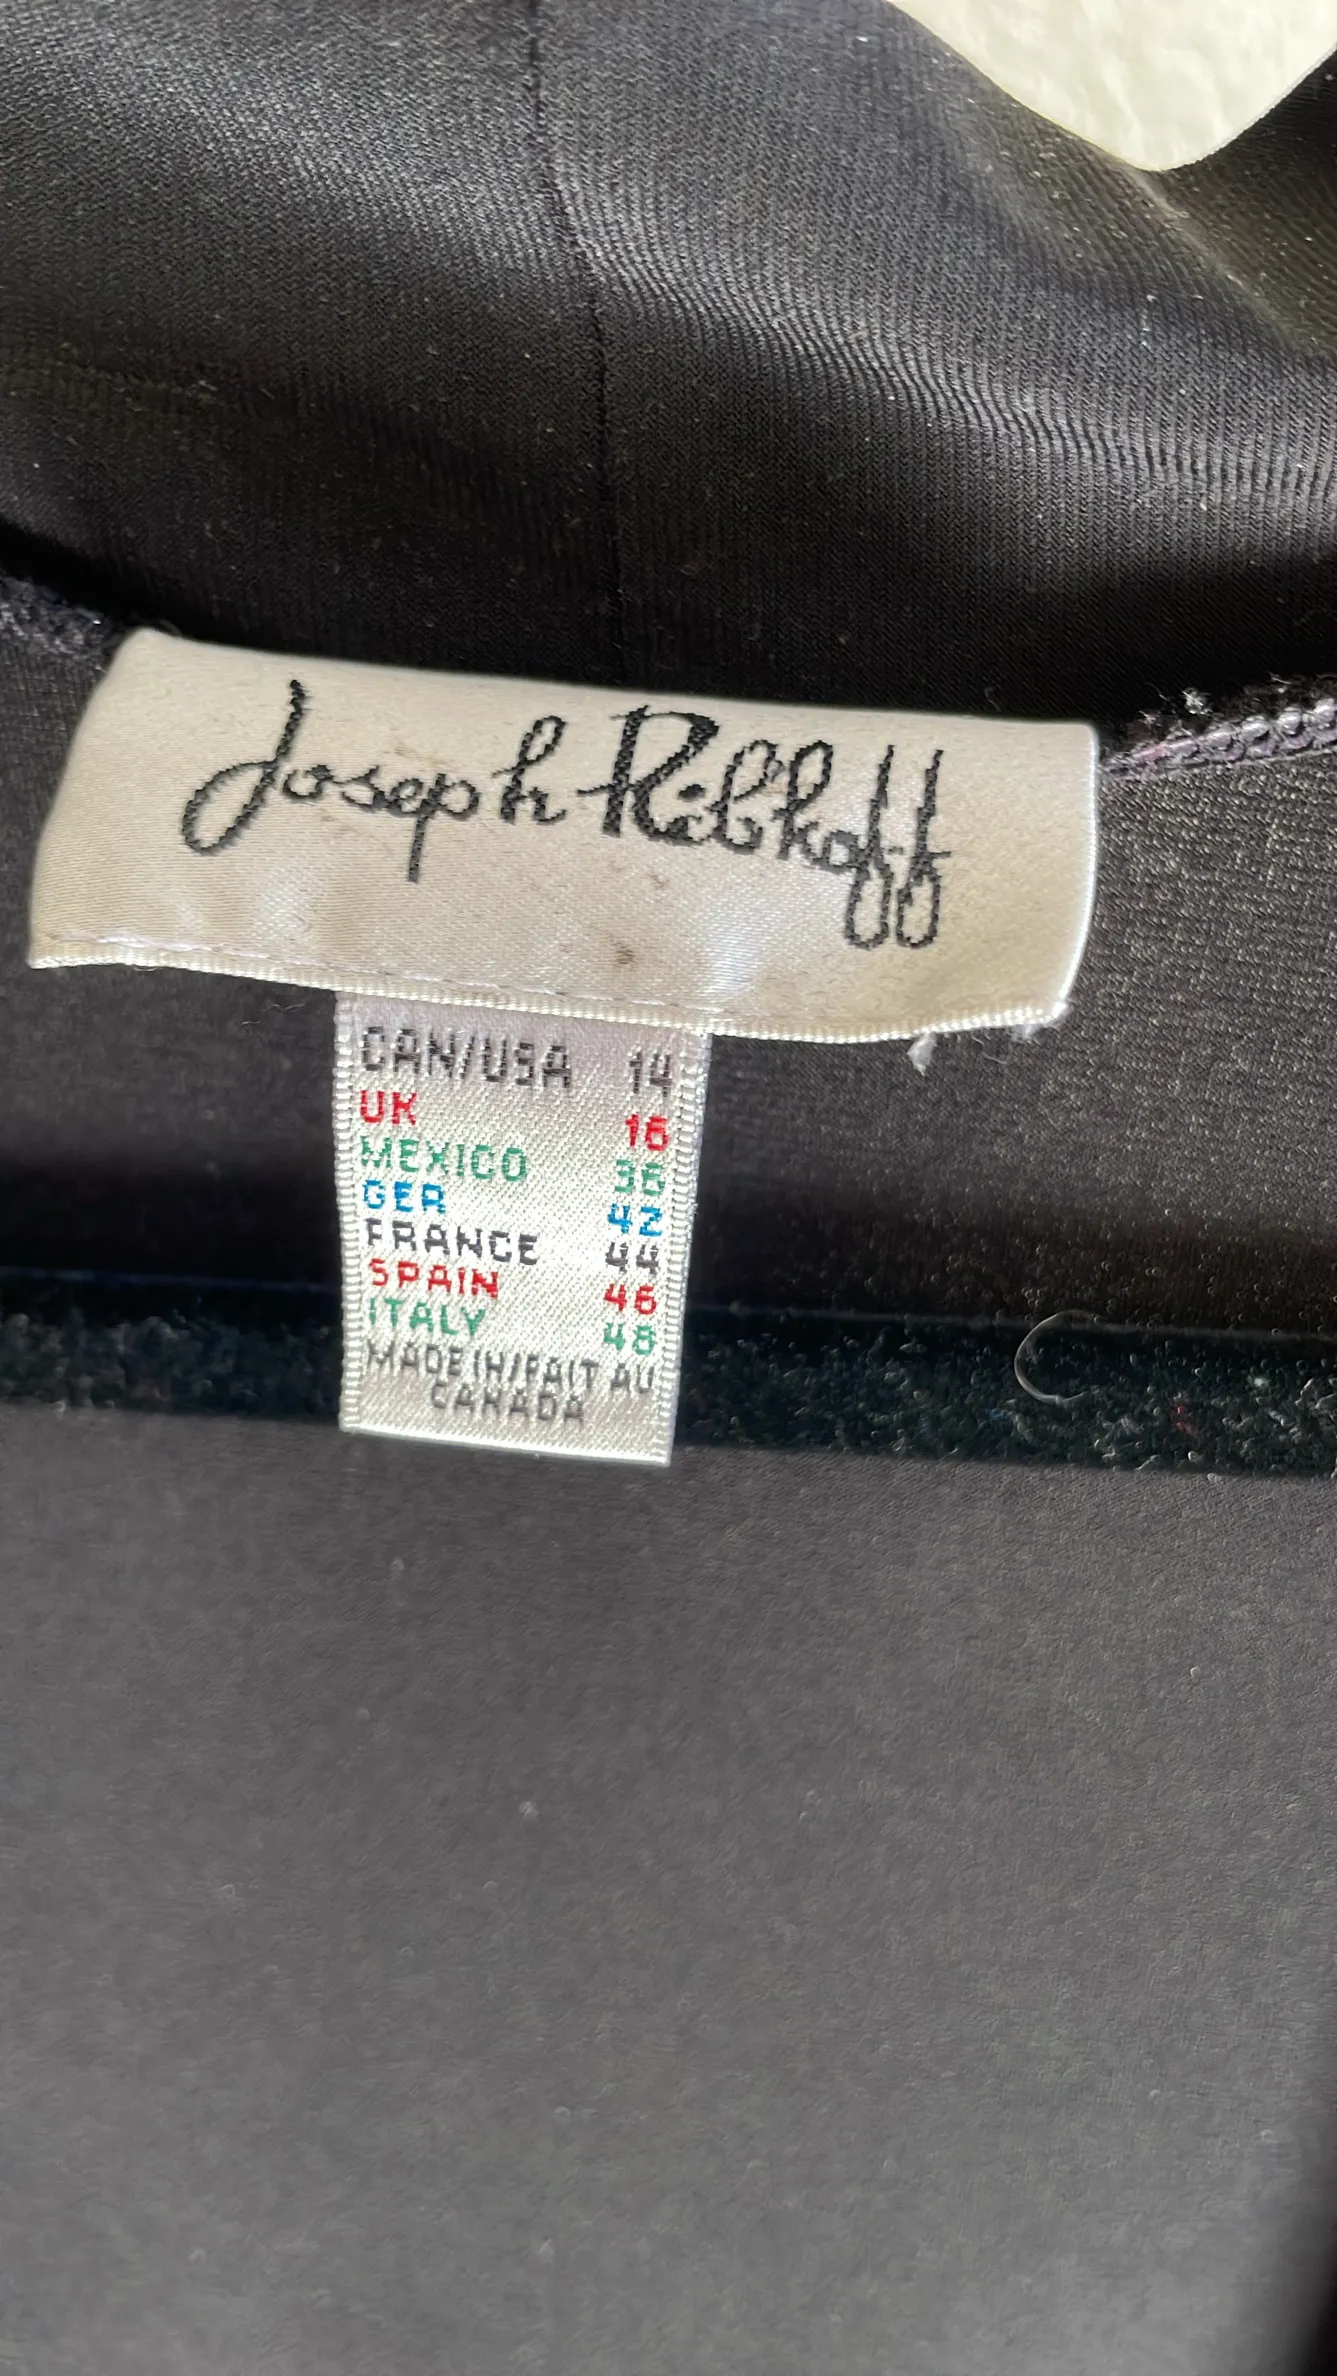 Joseph Ribkoff
CAN/USA 14
UK 16
MEXICO 36
GER 42
FRANCE 44
SPAIN 46
ITALY 48
MADE IN/FAIT AU
CANADA